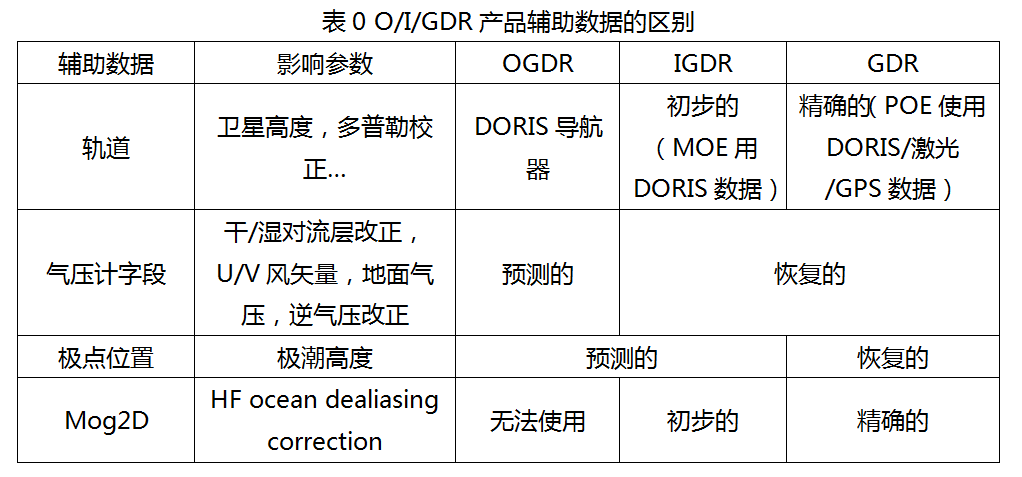 表 0 O/I/GDR 产品辅助数据的区别
辅助数据
影响参数
OGDR
IGDR
GDR
轨道
卫星高度，多普勒校
正…
DORIS 导航
器
初步的
（MOE 用
DORIS 数据）
精确的（POE 使用
DORIS/激光
/GPS 数据）
气压计字段
干/湿对流层改正，
U/V 风矢量，地面气
压，逆气压改正
预测的
恢复的
极点位置
极潮高度
预测的
恢复的
Mog2D
HF ocean dealiasing
correction
无法使用
初步的
精确的